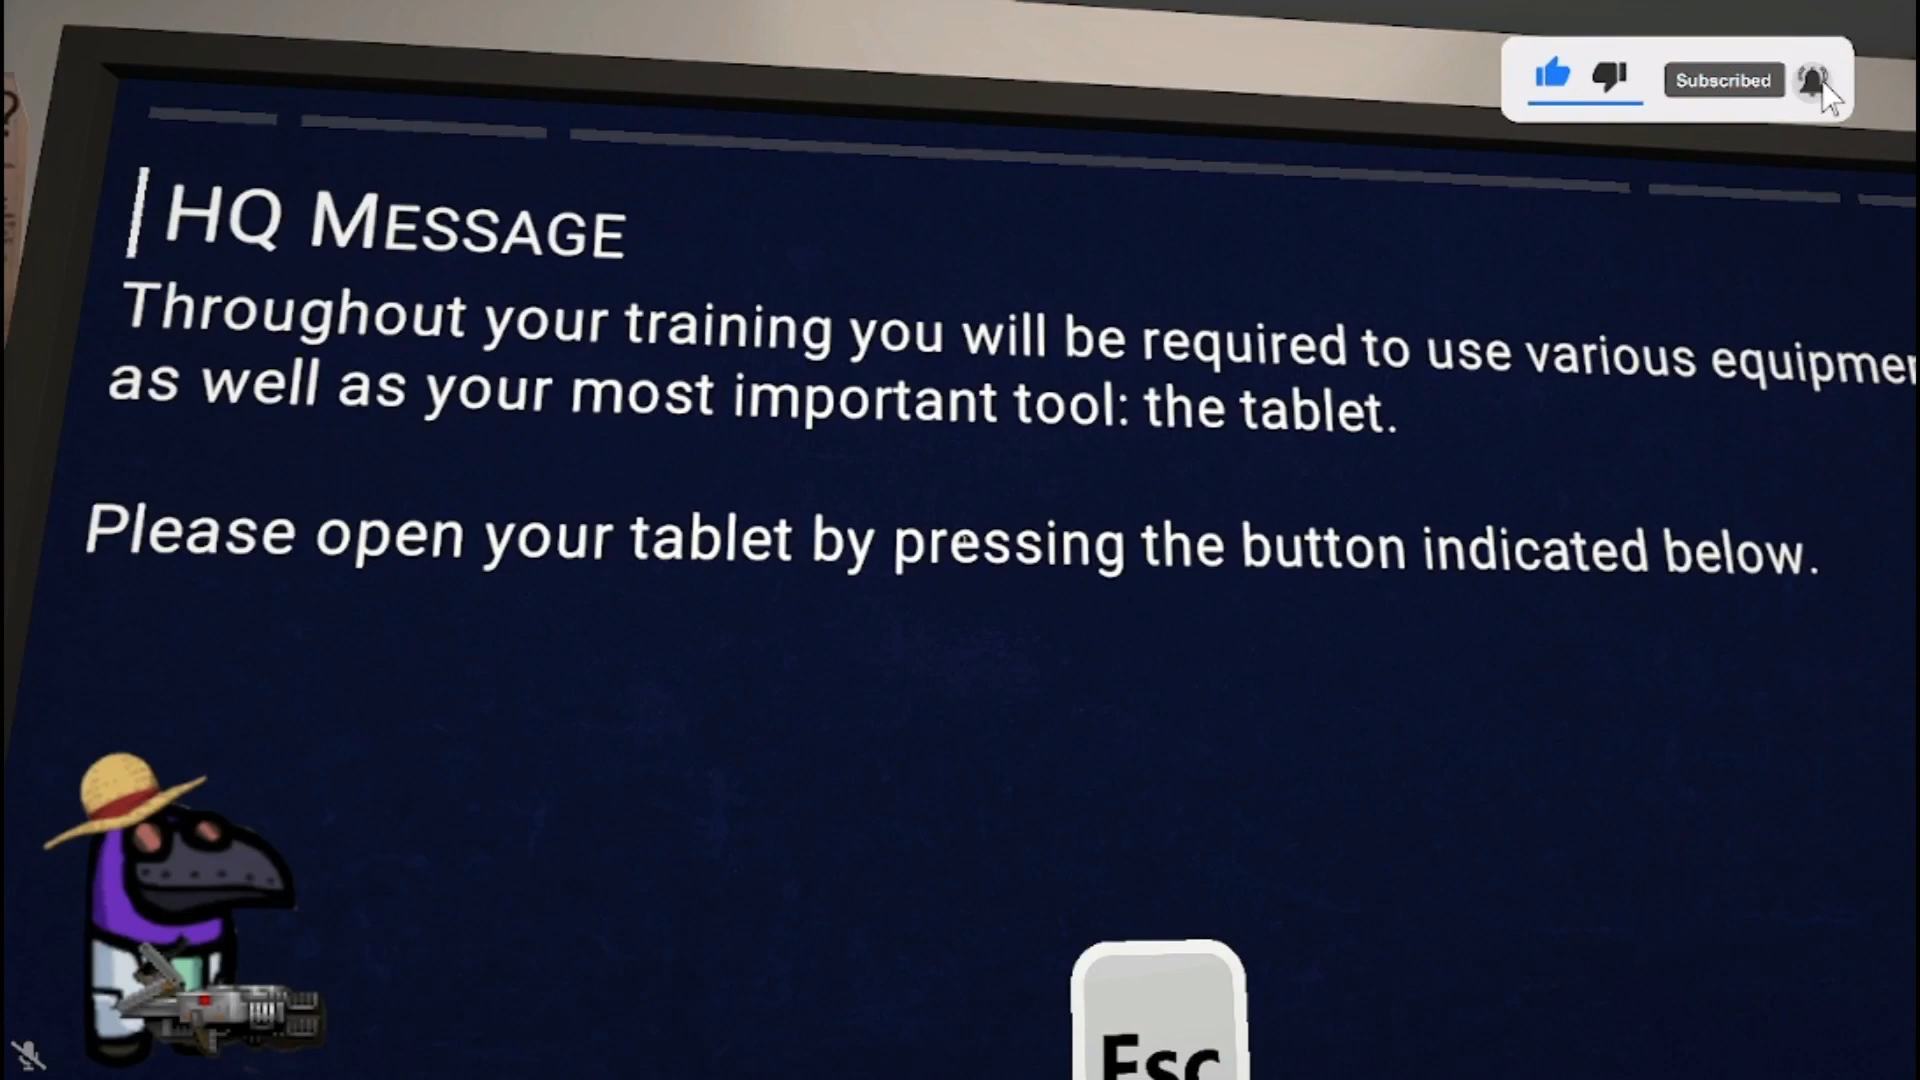 Subscribed
HQ MESSAGE
Throughout your training you will be required to use various
as well as your most important tool: the tablet.
Please open your tablet by pressing the button indicated below.
Esc